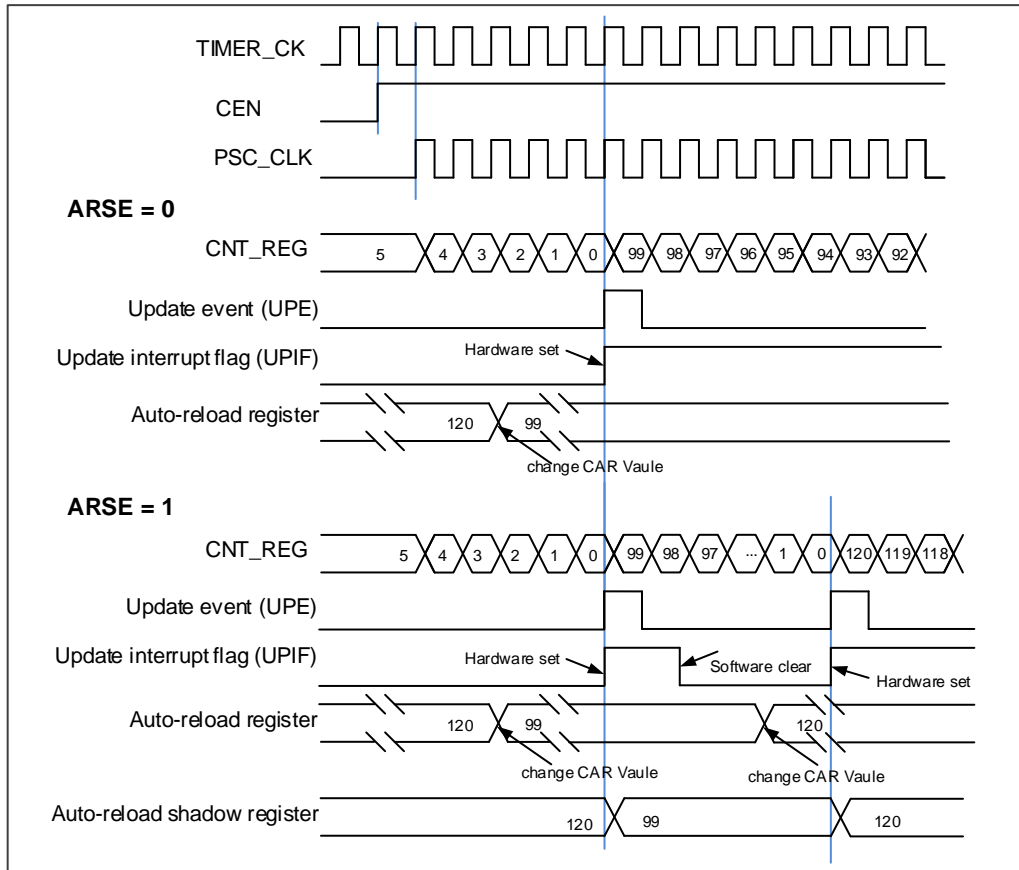 TIMER_CK
CEN
PSC_CLK
ARSE = 0
CNT_REG 5 4 3 2 1 0 99 98 97 96 95 94 93 92
Update event (UPE)
Update interrupt flag (UPIF) Hardware set
Auto-reload register 120 99
change CAR Vaule
ARSE = 1
CNT_REG 5 4 3 2 1 0 99 98 97 ... 1 0 120 119 118
Update event (UPE)
Update interrupt flag (UPIF) Hardware set Software clear Hardware set
Auto-reload register 120 99 120
change CAR Vaule change CAR Vaule
Auto-reload shadow register 120 99 120